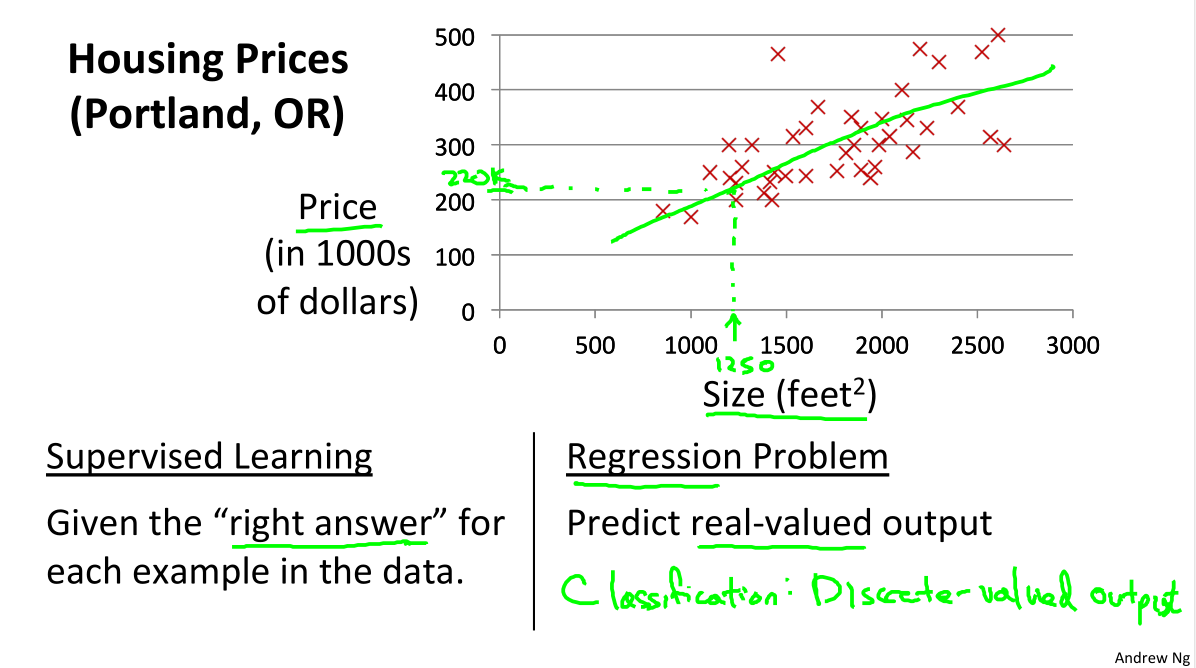 Housing Prices
(Portland, OR)
500
400
300
200
100
0
220K
Price
(in 1000s
of dollars)
0 500 1000 1500 2000 2500 3000
1250
Size (feet²)
Supervised Learning
Given the “right answer” for
each example in the data.
Regression Problem
Predict real-valued output
Classification: Discrete-valued output
Andrew Ng